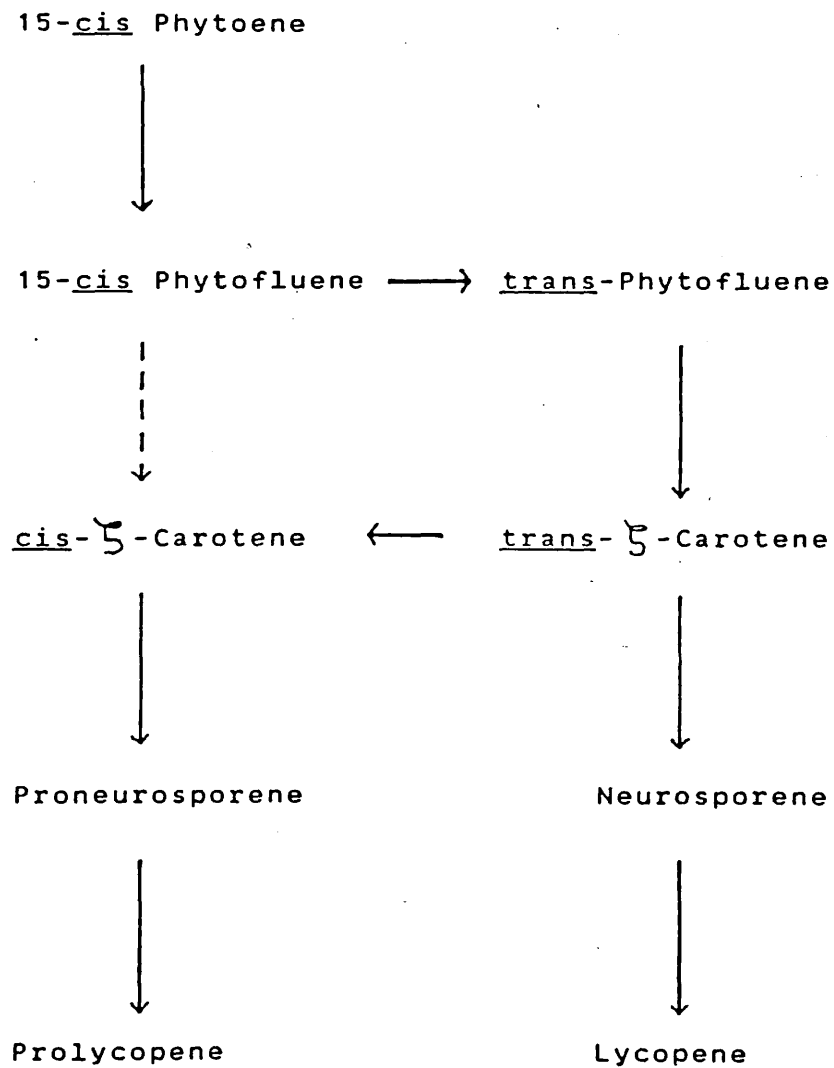 15-cis Phytoene
15-cis Phytofluene
trans-Phytofluene
cis-ζ-Carotene
trans-ζ-Carotene
Proneurosporene
Neurosporene
Prolycopene
Lycopene